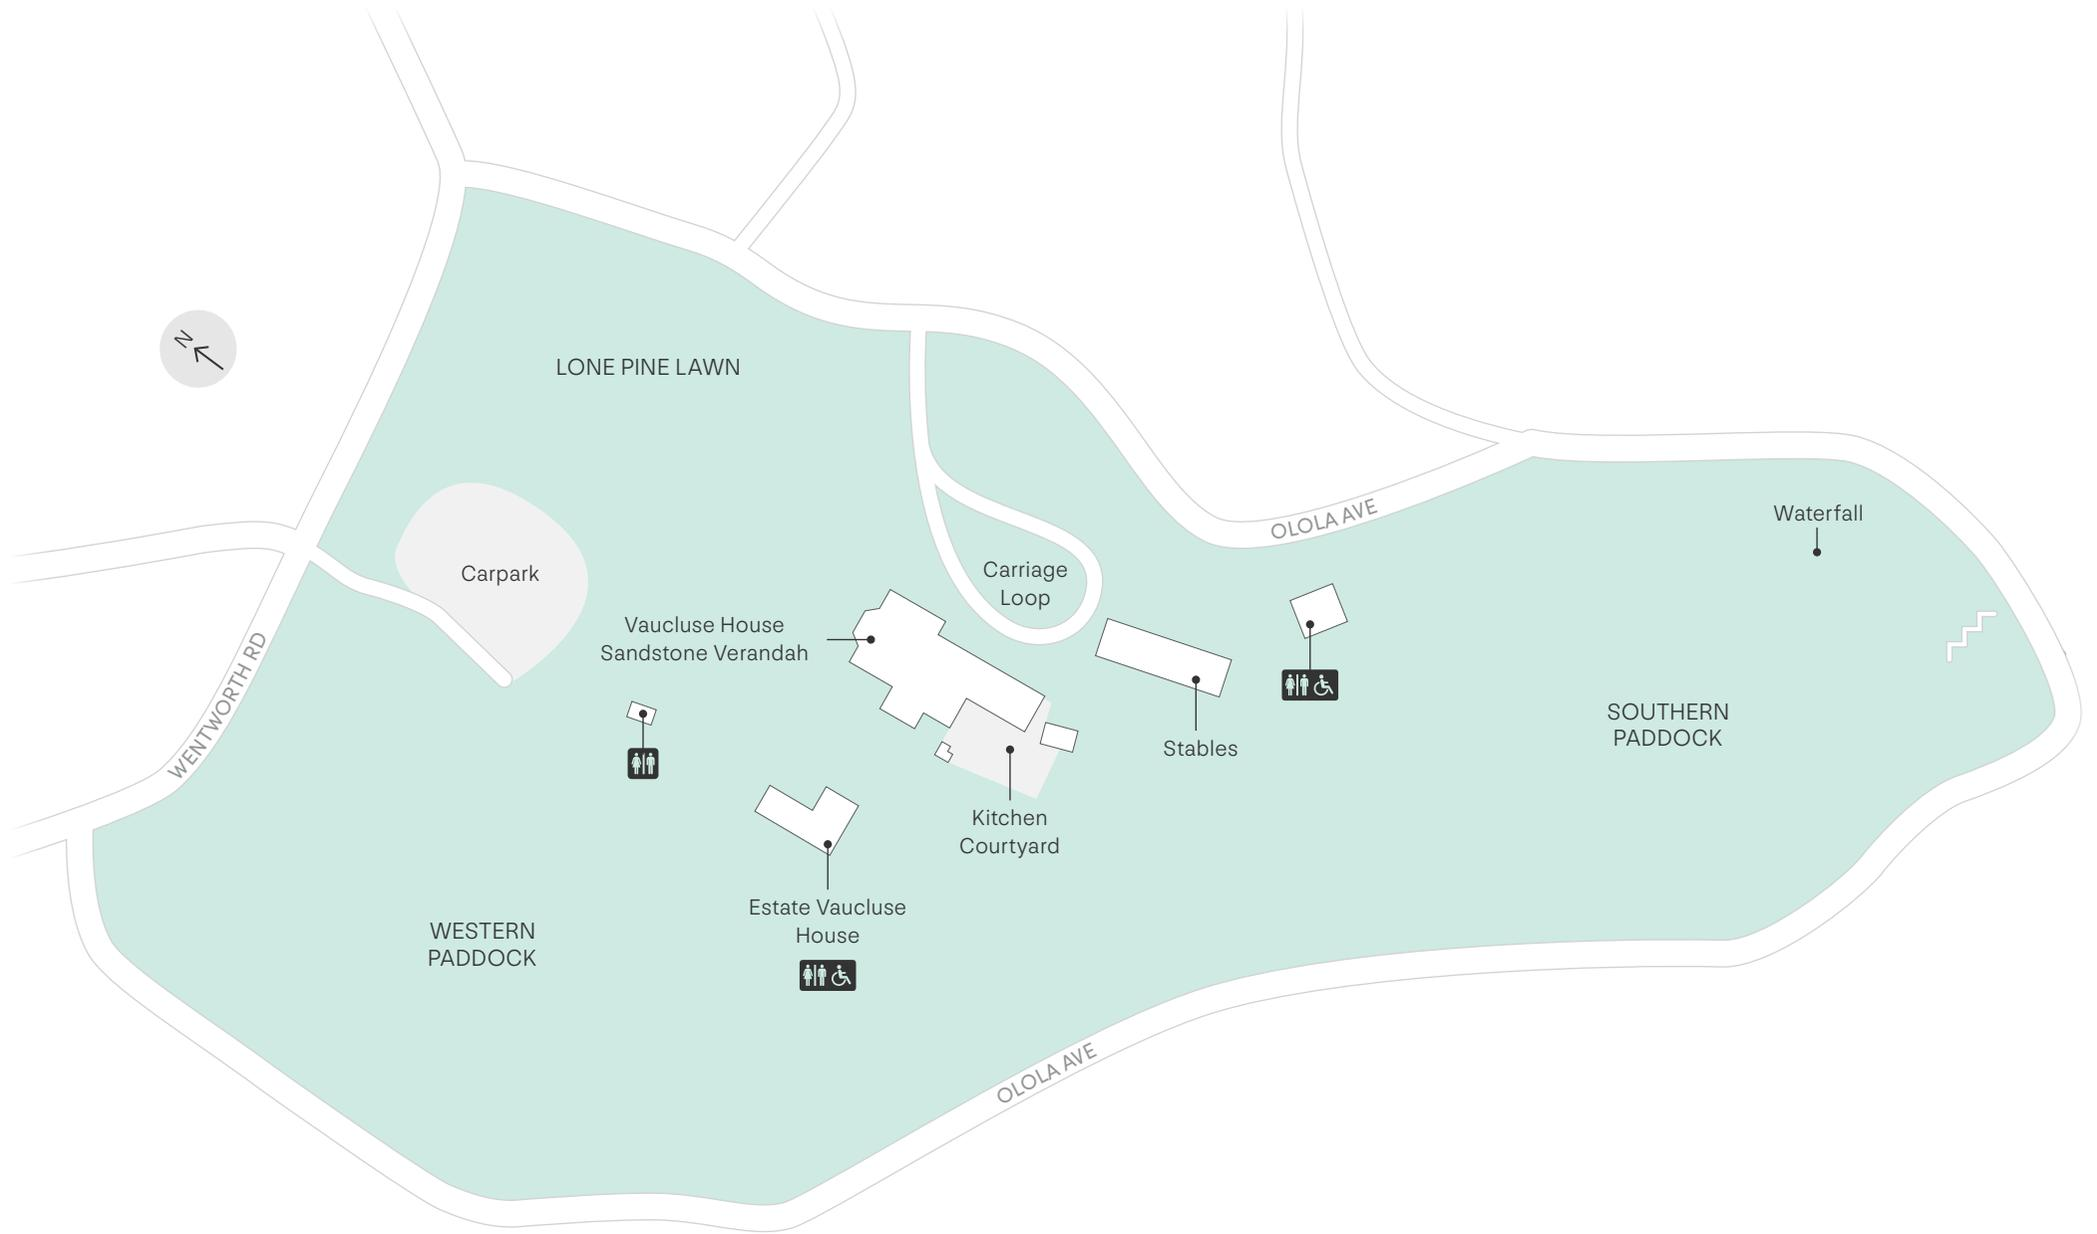 N
LONE PINE LAWN
OLOLA AVE
Waterfall
Carpark
Carriage
Loop
Vaucluse House
Sandstone Verandah
WENTWORTH RD
SOUTHERN
PADDOCK
Stables
Kitchen
Courtyard
Estate Vaucluse
House
WESTERN
PADDOCK
OLOLA AVE